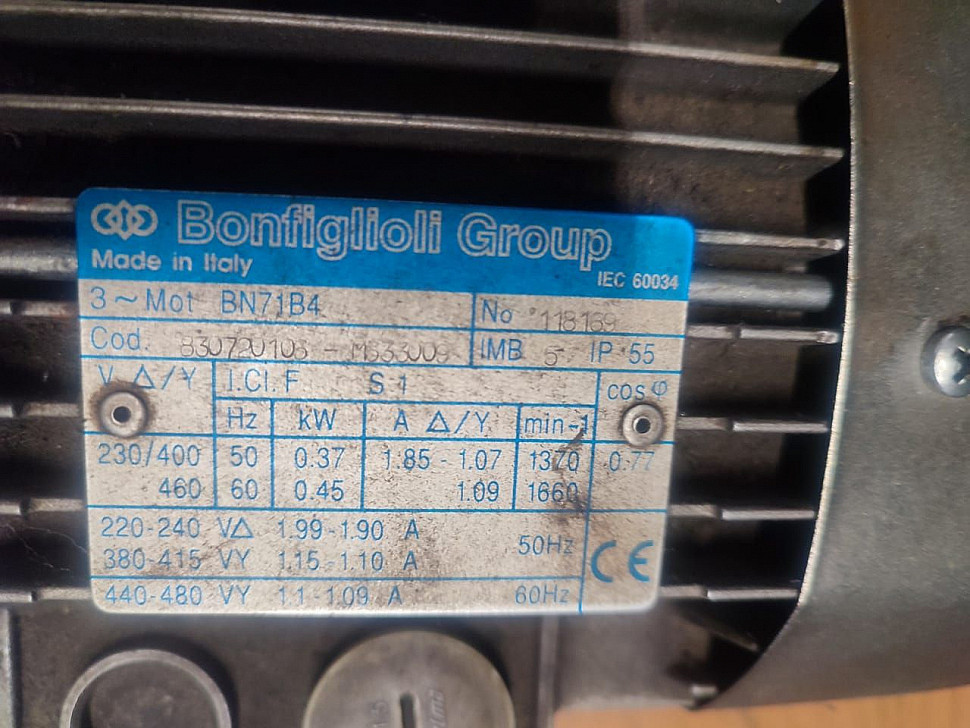 Bonfiglioli Group
Made in Italy
IEC 60034
3 ~ Mot BN71B4
No 118169
Cod.
IMB 5 IP 55
V Δ/Y
I.Cl. F S 1
cos φ
Hz kW A Δ/Y min-1
230/400 50 0.37 1.85 - 1.07 1370 0.77
460 60 0.45 1.09 1660
220-240 VΔ 1.99-1.90 A
50Hz
380-415 VY 1.15-1.10 A
CE
440-480 VY 1.1-1.09 A 60Hz